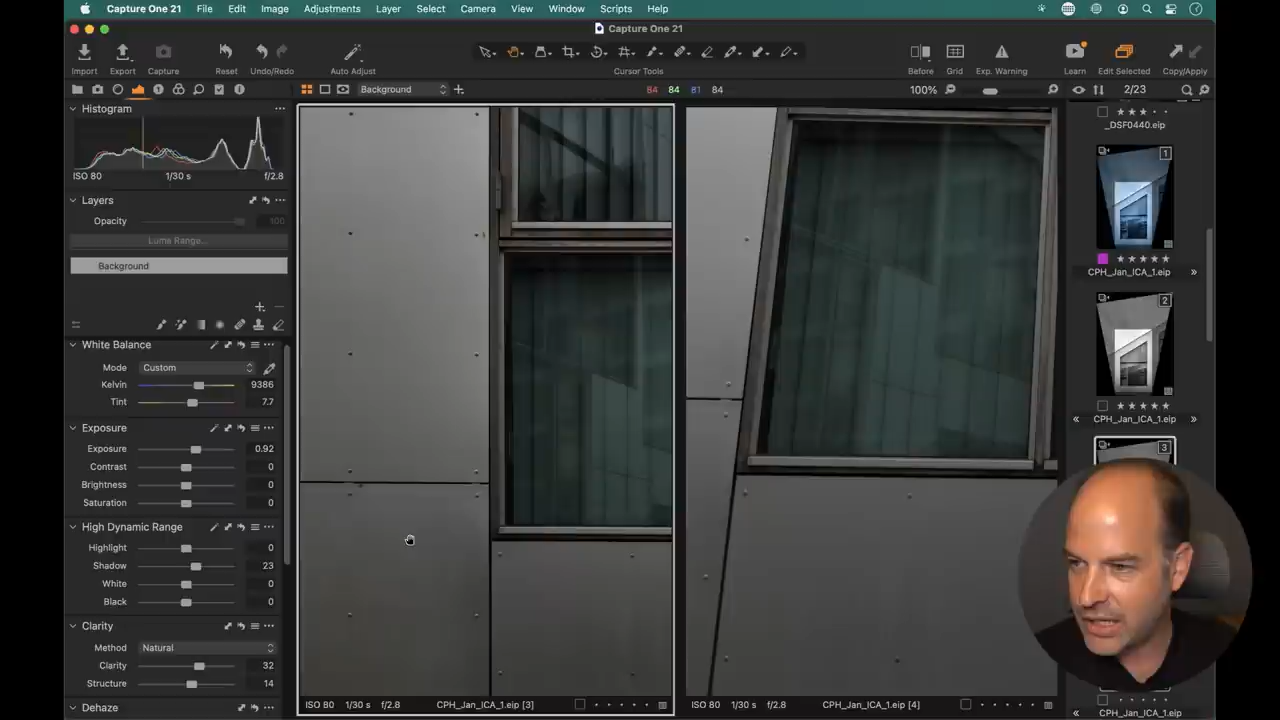 Capture One 21 File Edit Image Adjustments Layer Select Camera View Window Scripts Help
Capture One 21
Import Export Capture Reset Undo/Redo Auto Adjust Cursor Tools Before Grid Exp. Warning Learn Edit Selected Copy/Apply
Background 84 84 81 84 100% 2/23
Histogram
ISO 80 1/30 s f/2.8
Layers
Opacity 100
Luma Range...
Background
White Balance
Mode Custom
Kelvin 9386
Tint 7.7
Exposure
Exposure 0.92
Contrast 0
Brightness 0
Saturation 0
High Dynamic Range
Highlight 0
Shadow 23
White 0
Black 0
Clarity
Method Natural
Clarity 32
Structure 14
Dehaze
ISO 80 1/30 s f/2.8 CPH_Jan_ICA_1.eip [3]
ISO 80 1/30 s f/2.8 CPH_Jan_ICA_1.eip [4]
_DSF0440.eip
1
CPH_Jan_ICA_1.eip
2
CPH_Jan_ICA_1.eip
3
CPH_Jan_ICA_1.eip